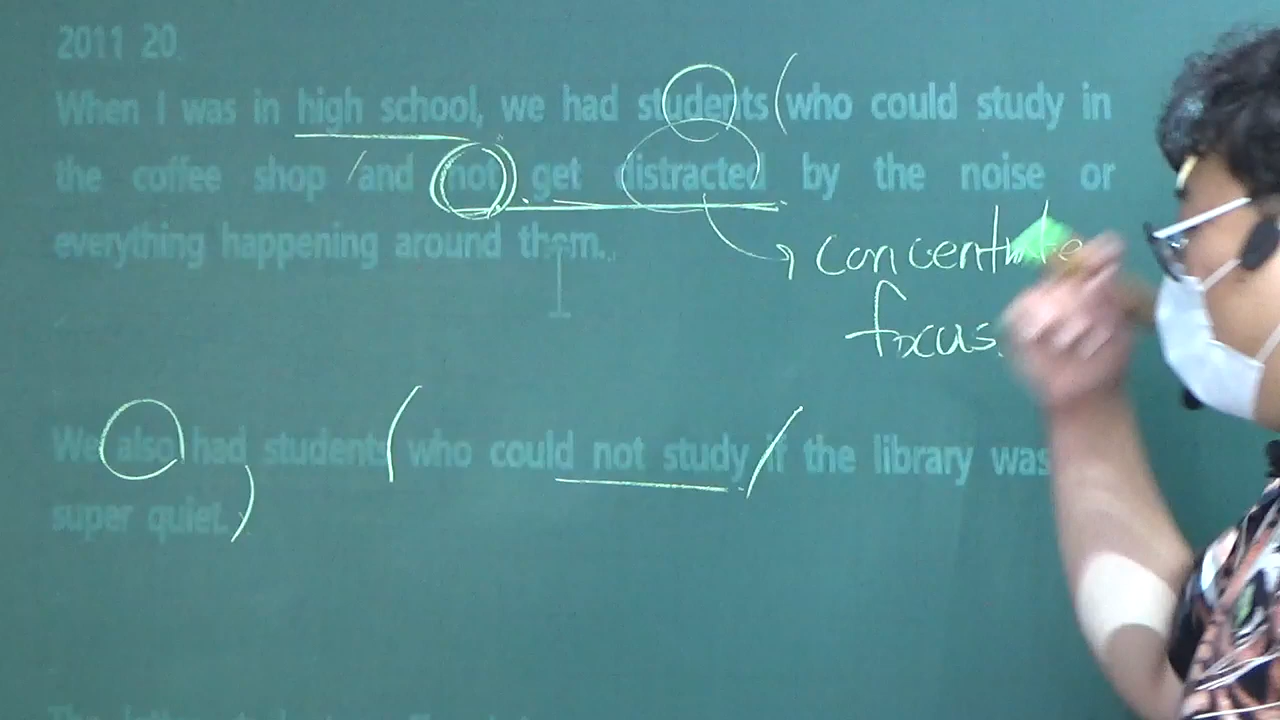 2011 20.
When I was in high school, we had students who could study in
the coffee shop and not get distracted by the noise or
everything happening around them.
concentrate
focus.
We also had students who could not study if the library was
super quiet.